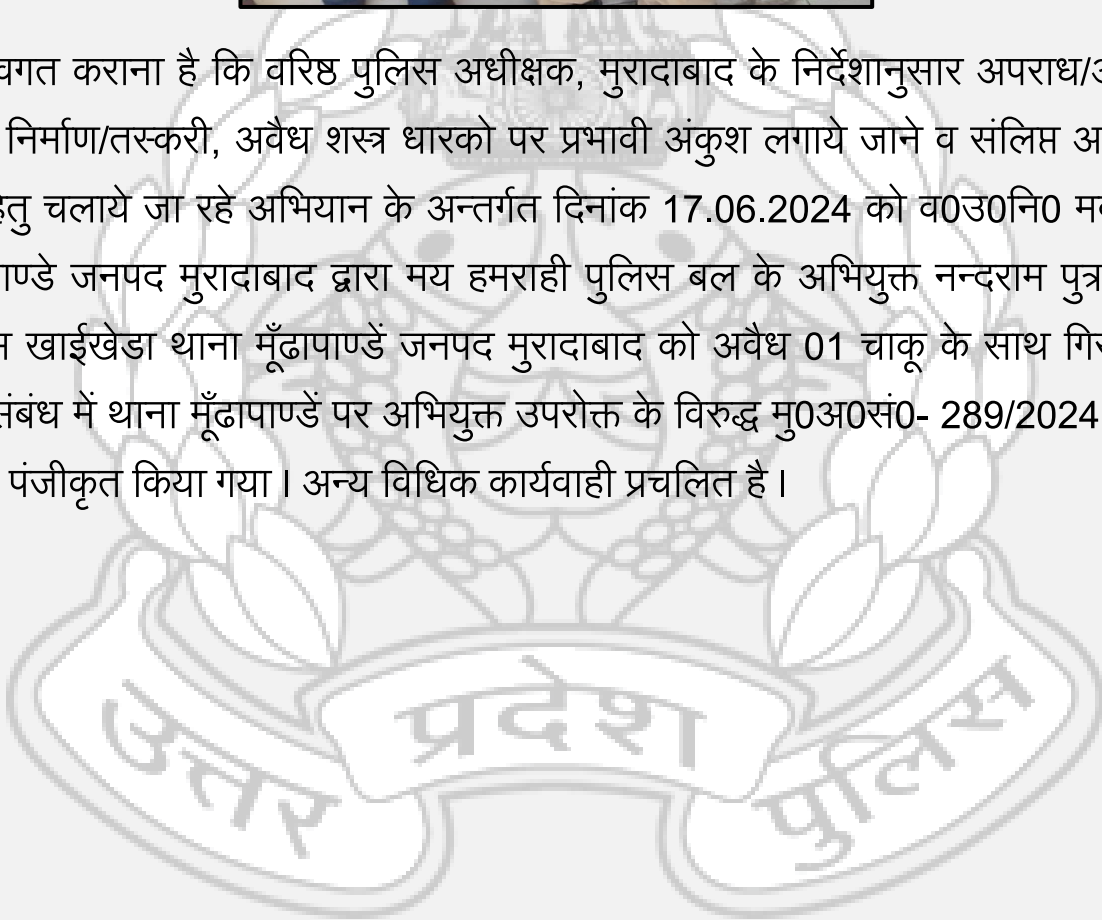 वगत कराना है कि वरिष्ठ पुलिस अधीक्षक, मुरादाबाद के निर्देशानुसार अपराध/अ
निर्माण/तस्करी, अवैध शस्त्र धारको पर प्रभावी अंकुश लगाये जाने व संलिप्त अ
हेतु चलाये जा रहे अभियान के अन्तर्गत दिनांक 17.06.2024 को व0उ0नि0
ाण्डे जनपद मुरादाबाद द्वारा मय हमराही पुलिस बल के अभियुक्त नन्दराम पुत्र
खाईखेडा थाना मूँढापाण्डें जनपद मुरादाबाद को अवैध 01 चाकू के साथ गिर
संबंध में थाना मूँढापाण्डें पर अभियुक्त उपरोक्त के विरुद्ध मु0अ0सं0- 289/2024
पंजीकृत किया गया । अन्य विधिक कार्यवाही प्रचलित है ।
उत्तर प्रदेश पुलिस